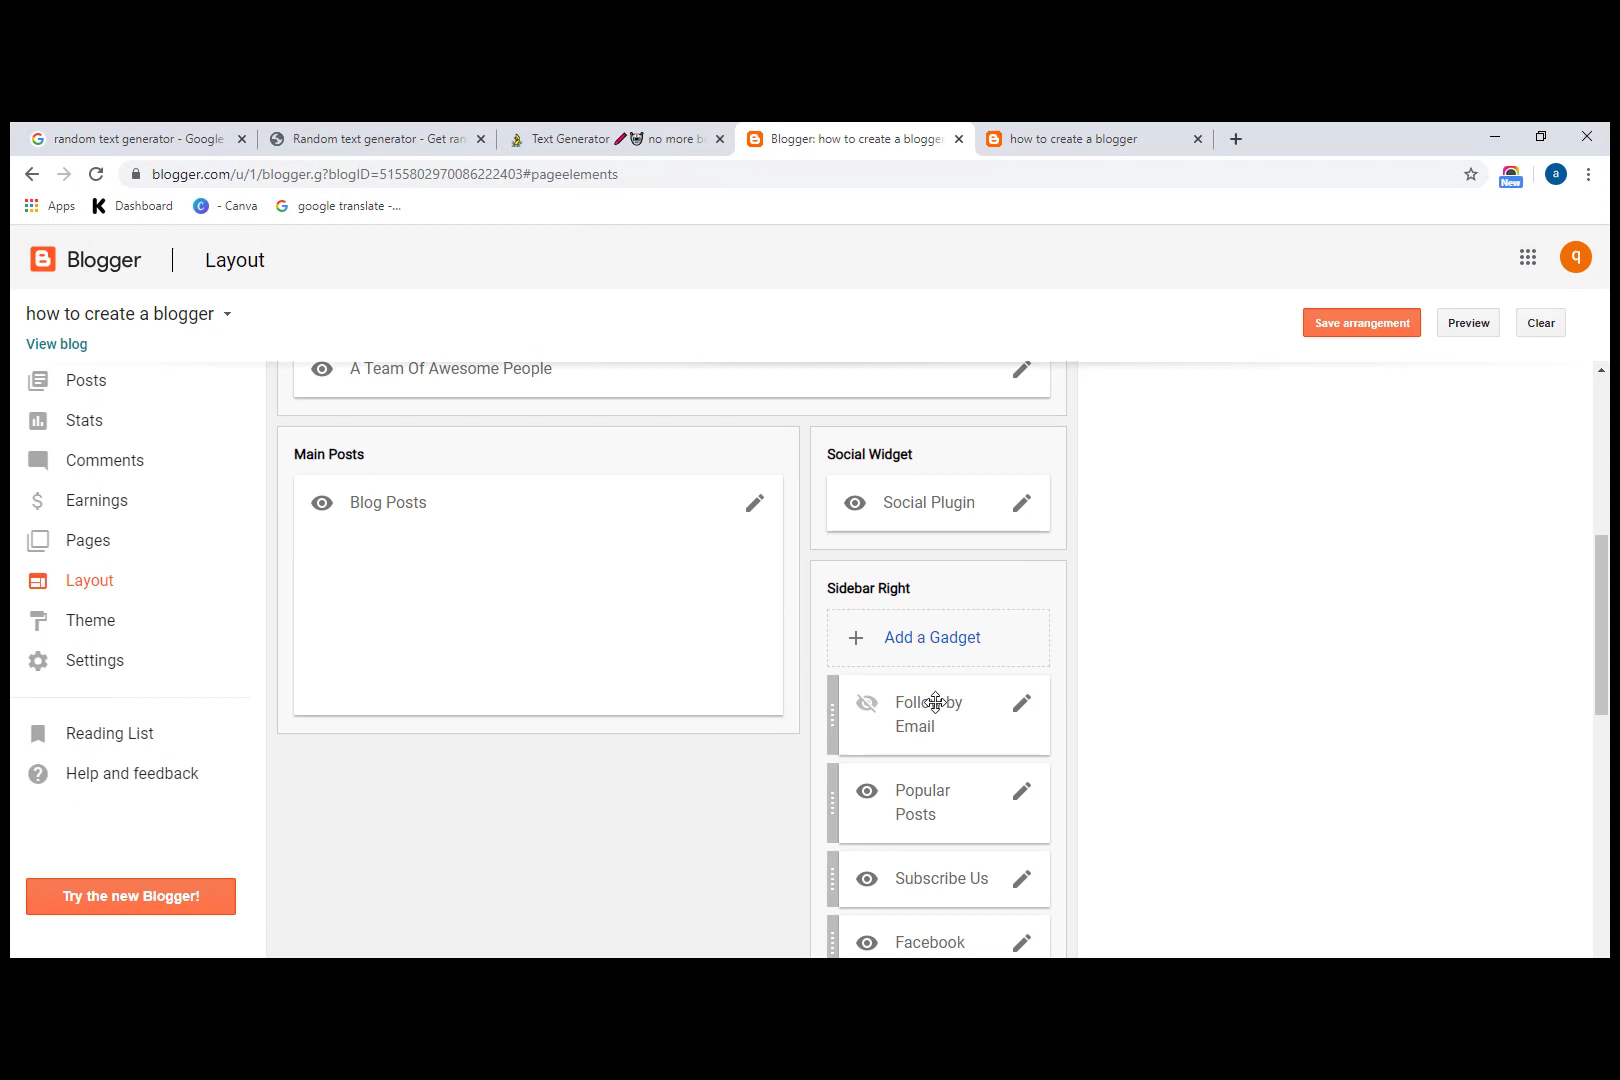 random text generator - Google
Random text generator - Get ran
Text Generator 🖍️🐺 no more bo
Blogger: how to create a blogger
how to create a blogger
blogger.com/u/1/blogger.g?blogID=5155802970086222403#pageelements
New
a
Apps
Dashboard
C - Canva
google translate -...
Blogger
Layout
q
how to create a blogger
View blog
Save arrangement
Preview
Clear
Posts
Stats
Comments
Earnings
Pages
Layout
Theme
Settings
Reading List
Help and feedback
Try the new Blogger!
A Team Of Awesome People
Main Posts
Blog Posts
Social Widget
Social Plugin
Sidebar Right
Add a Gadget
Follow by
Email
Popular
Posts
Subscribe Us
Facebook